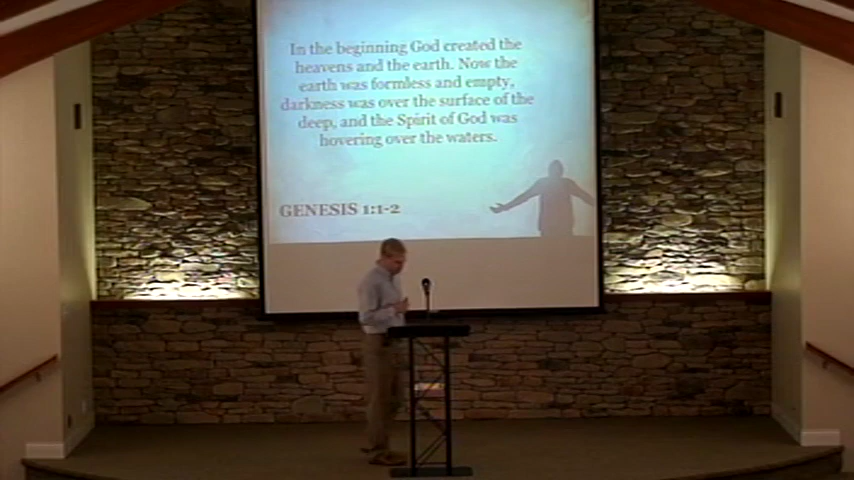 In the beginning God created the
heavens and the earth. Now the
earth was formless and empty,
darkness was over the surface of the
deep, and the Spirit of God was
hovering over the waters.
GENESIS 1:1-2